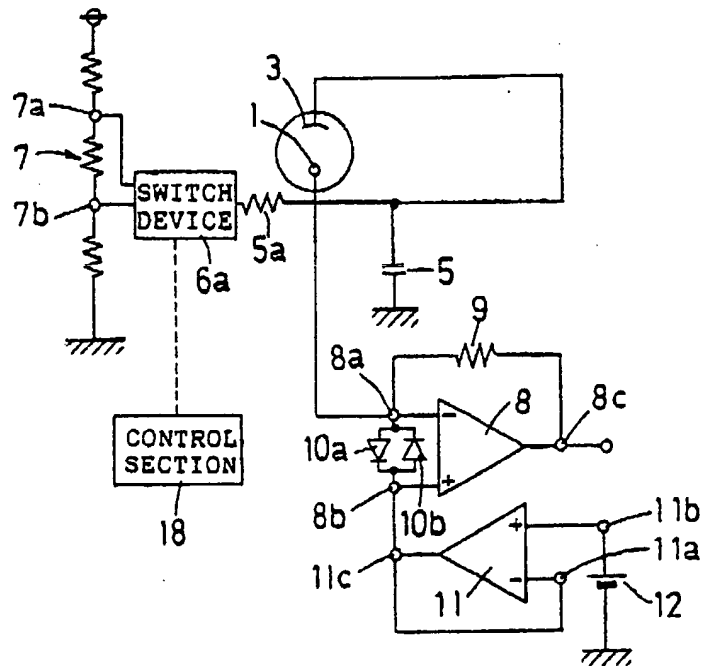 3
1
7a
7
7b
SWITCH
DEVICE
6a
5a
5
9
8a
8
8c
-
10a
10b
+
8b
CONTROL
SECTION
18
11c
+
11b
11a
-
11
12